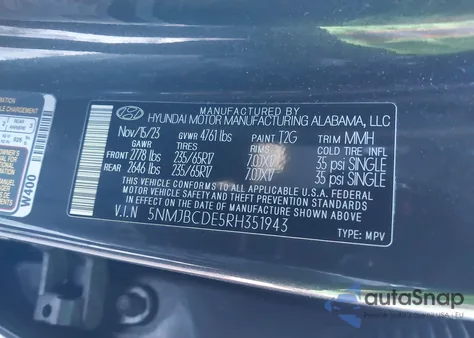 MANUFACTURED BY
HYUNDAI MOTOR MANUFACTURING ALABAMA, LLC
Nov/15/23 GVWR 4761 lbs PAINT T2G TRIM MMH
GAWR TIRES RIMS COLD TIRE INFL
FRONT 2778 lbs 235/65R17 7.0JX17 35 psi SINGLE
REAR 2646 lbs 235/65R17 7.0JX17 35 psi SINGLE
THIS VEHICLE CONFORMS TO ALL APPLICABLE U.S.A. FEDERAL
MOTOR VEHICLE SAFETY, BUMPER, AND THEFT PREVENTION STANDARDS
IN EFFECT ON THE DATE OF MANUFACTURE SHOWN ABOVE.
V.I.N 5NMJBCDE5RH351943
TYPE: MPV
W400
autoSnap